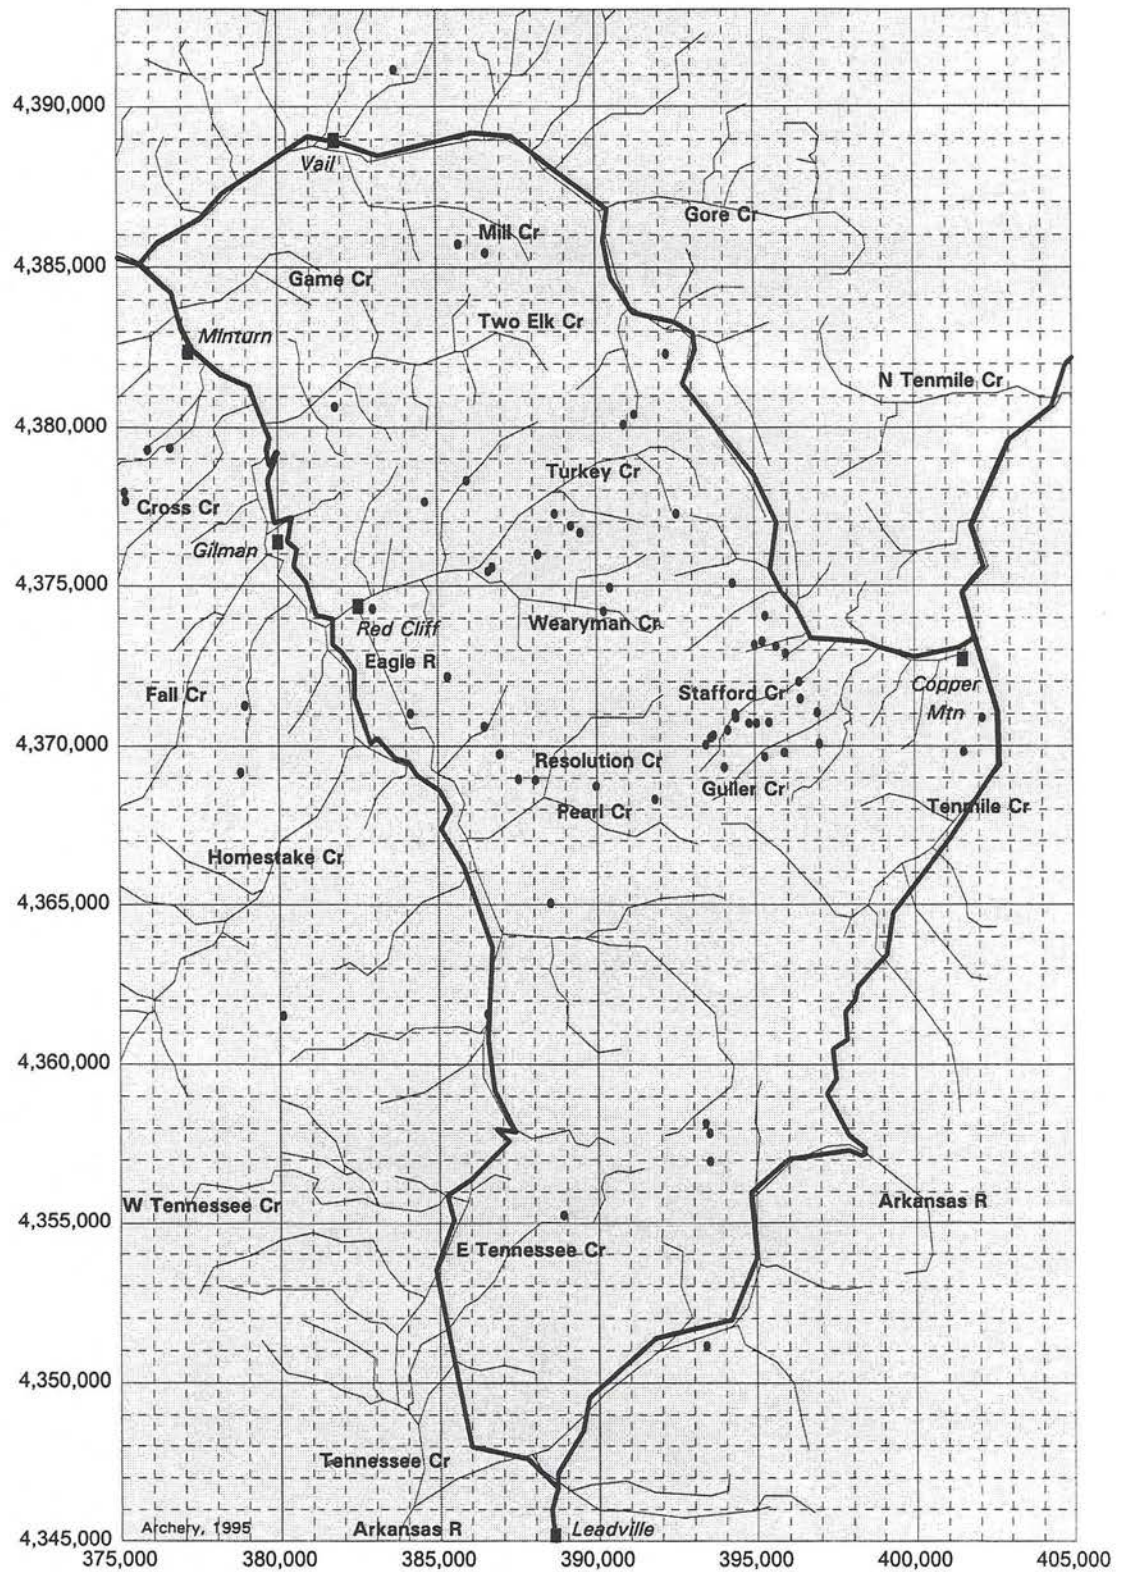 4,390,000
Vail
Gore Cr
Mill Cr
4,385,000
Game Cr
Two Elk Cr
Minturn
N Tenmile Cr
4,380,000
Turkey Cr
Cross Cr
Gilman
4,375,000
Wearyman Cr
Red Cliff
Eagle R
Fall Cr
Stafford Cr
Copper
Mtn
4,370,000
Resolution Cr
Guller Cr
Pearl Cr
Tenmile Cr
Homestake Cr
4,365,000
4,360,000
W Tennessee Cr
Arkansas R
4,355,000
E Tennessee Cr
4,350,000
Tennessee Cr
Archery, 1995
Arkansas R
Leadville
4,345,000
375,000 380,000 385,000 390,000 395,000 400,000 405,000